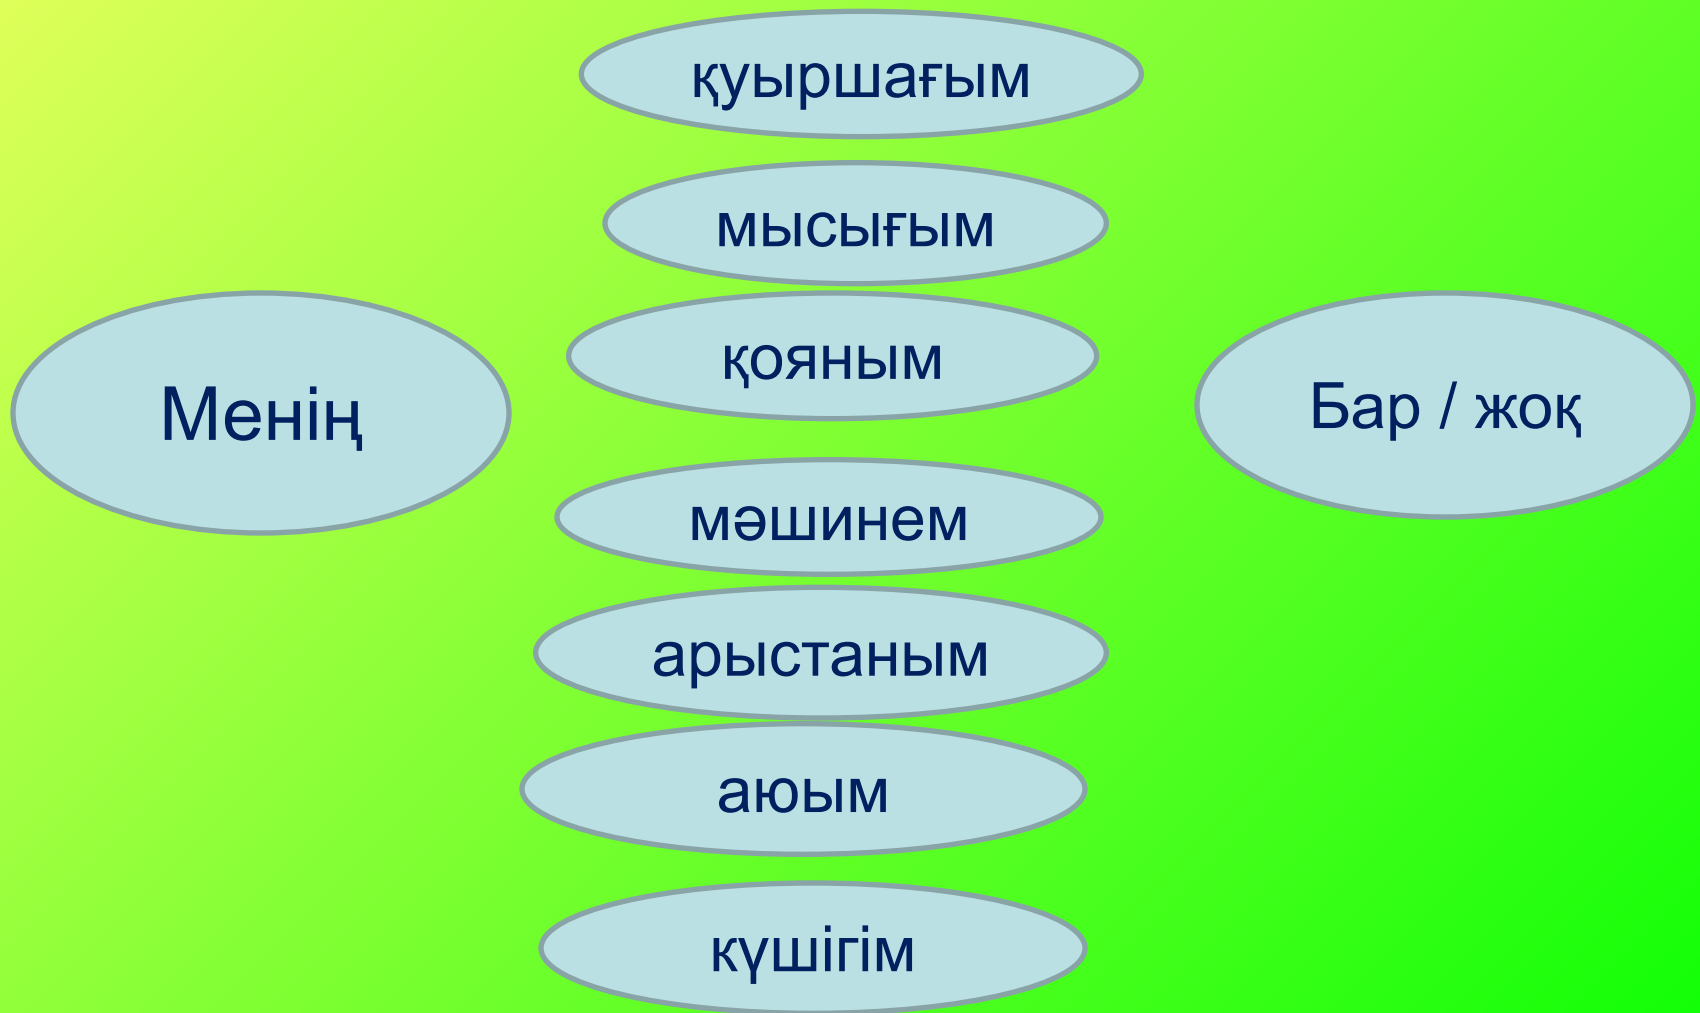 қуыршағым
мысығым
қояным
Менің
Бар / жоқ
мәшинем
арыстаным
аюым
күшігім